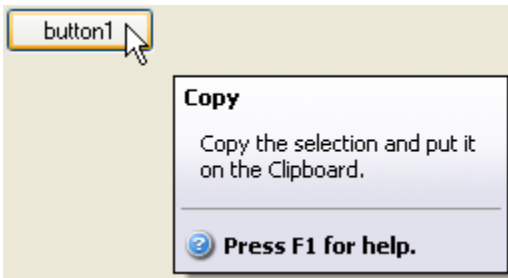 button1
Copy
Copy the selection and put it
on the Clipboard.
Press F1 for help.